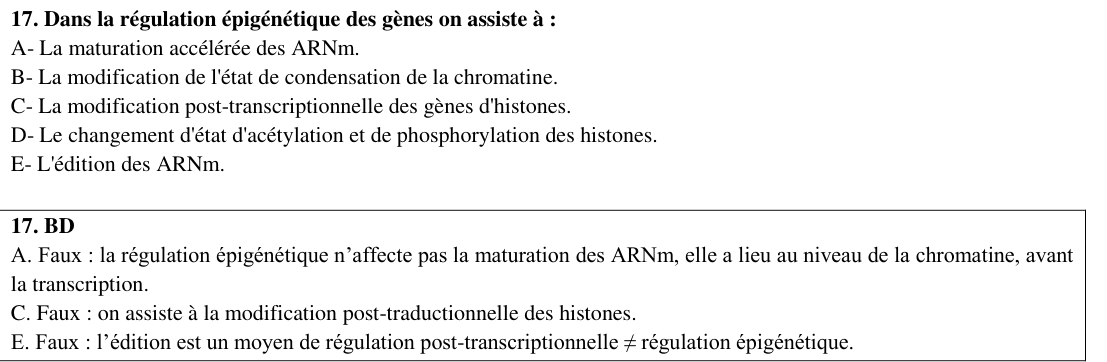 17. Dans la régulation épigénétique des gènes on assiste à :
A- La maturation accélérée des ARNm.
B- La modification de l'état de condensation de la chromatine.
C- La modification post-transcriptionnelle des gènes d'histones.
D- Le changement d'état d'acétylation et de phosphorylation des histones.
E- L'édition des ARNm.
17. BD
A. Faux : la régulation épigénétique n’affecte pas la maturation des ARNm, elle a lieu au niveau de la chromatine, avant
la transcription.
C. Faux : on assiste à la modification post-traductionnelle des histones.
E. Faux : l’édition est un moyen de régulation post-transcriptionnelle ≠ régulation épigénétique.